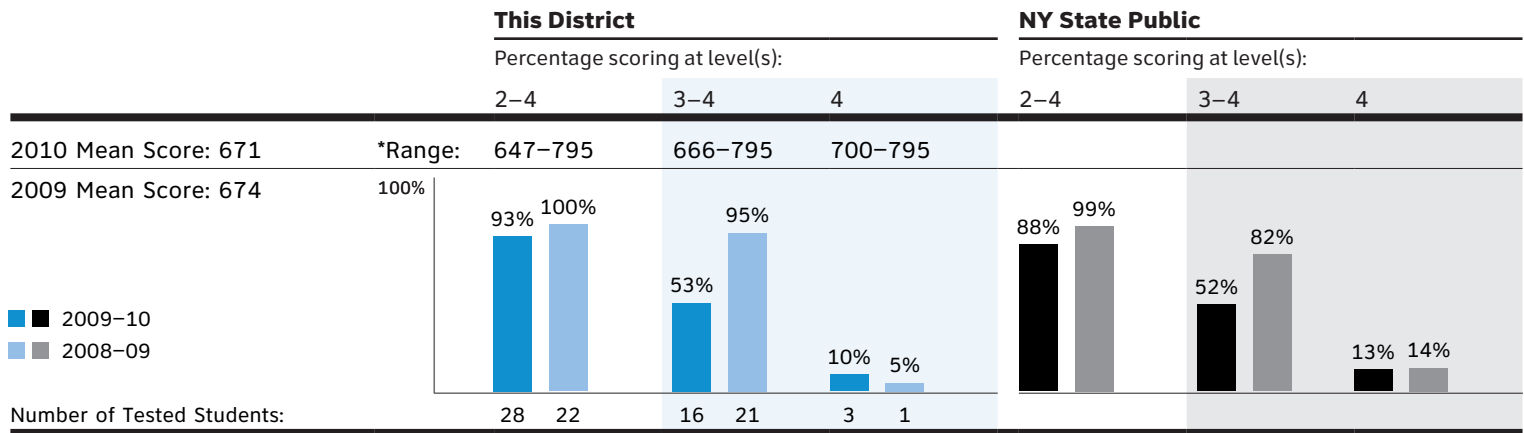 This District NY State Public
Percentage scoring at level(s): Percentage scoring at level(s):
2–4 3–4 4 2–4 3–4 4
2010 Mean Score: 671 *Range: 647–795 666–795 700–795
2009 Mean Score: 674 100%
93% 100% 95% 88% 99% 82%
53% 52%
10% 5% 13% 14%
2009–10
2008–09
Number of Tested Students: 28 22 16 21 3 1